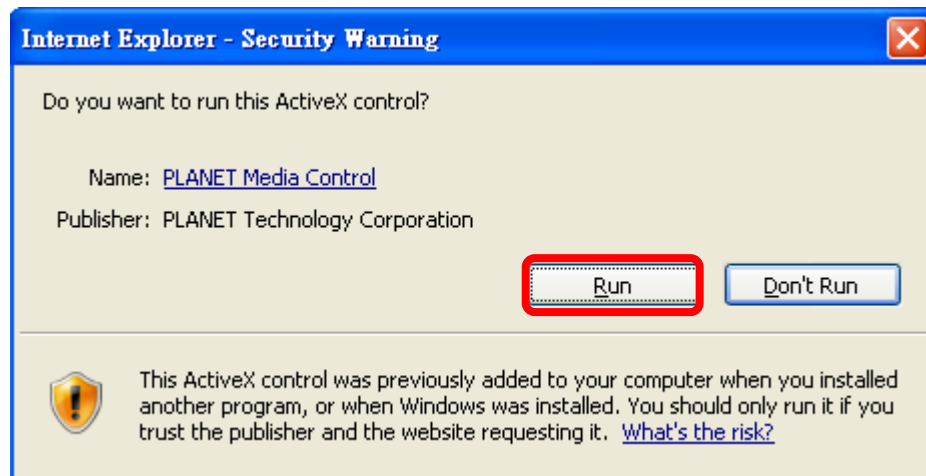 Internet Explorer - Security Warning
Do you want to run this ActiveX control?
Name: PLANET Media Control
Publisher: PLANET Technology Corporation
Run Don't Run
This ActiveX control was previously added to your computer when you installed
another program, or when Windows was installed. You should only run it if you
trust the publisher and the website requesting it. What's the risk?